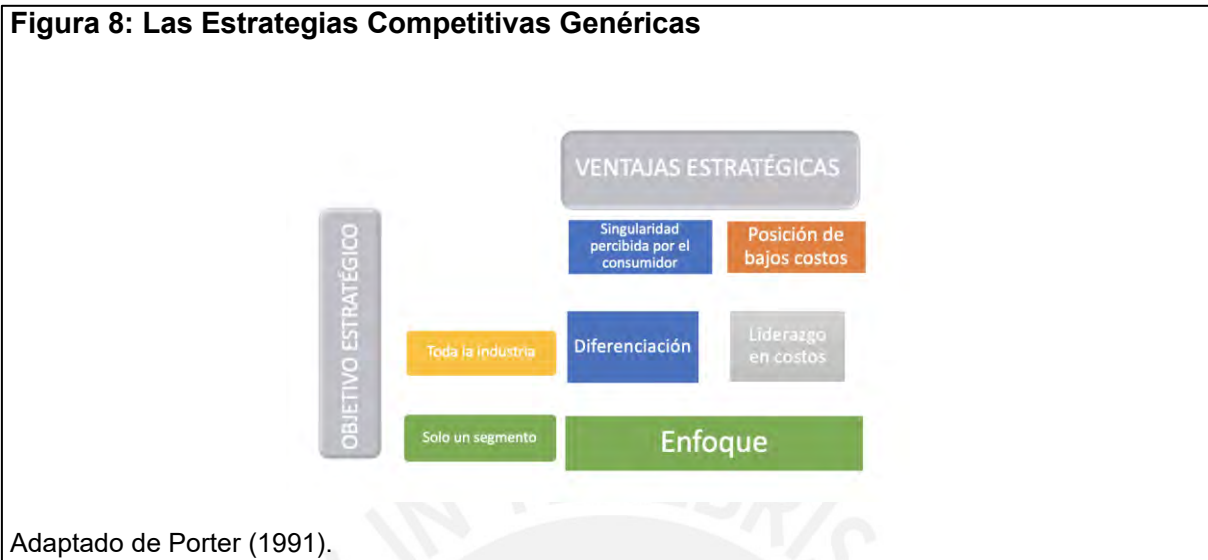 Figura 8: Las Estrategias Competitivas Genéricas
VENTAJAS ESTRATÉGICAS
OBJETIVO ESTRATÉGICO
Singularidad
percibida por el
consumidor
Posición de
bajos costos
Toda la industria
Diferenciación
Liderazgo
en costos
Solo un segmento
Enfoque
Adaptado de Porter (1991).